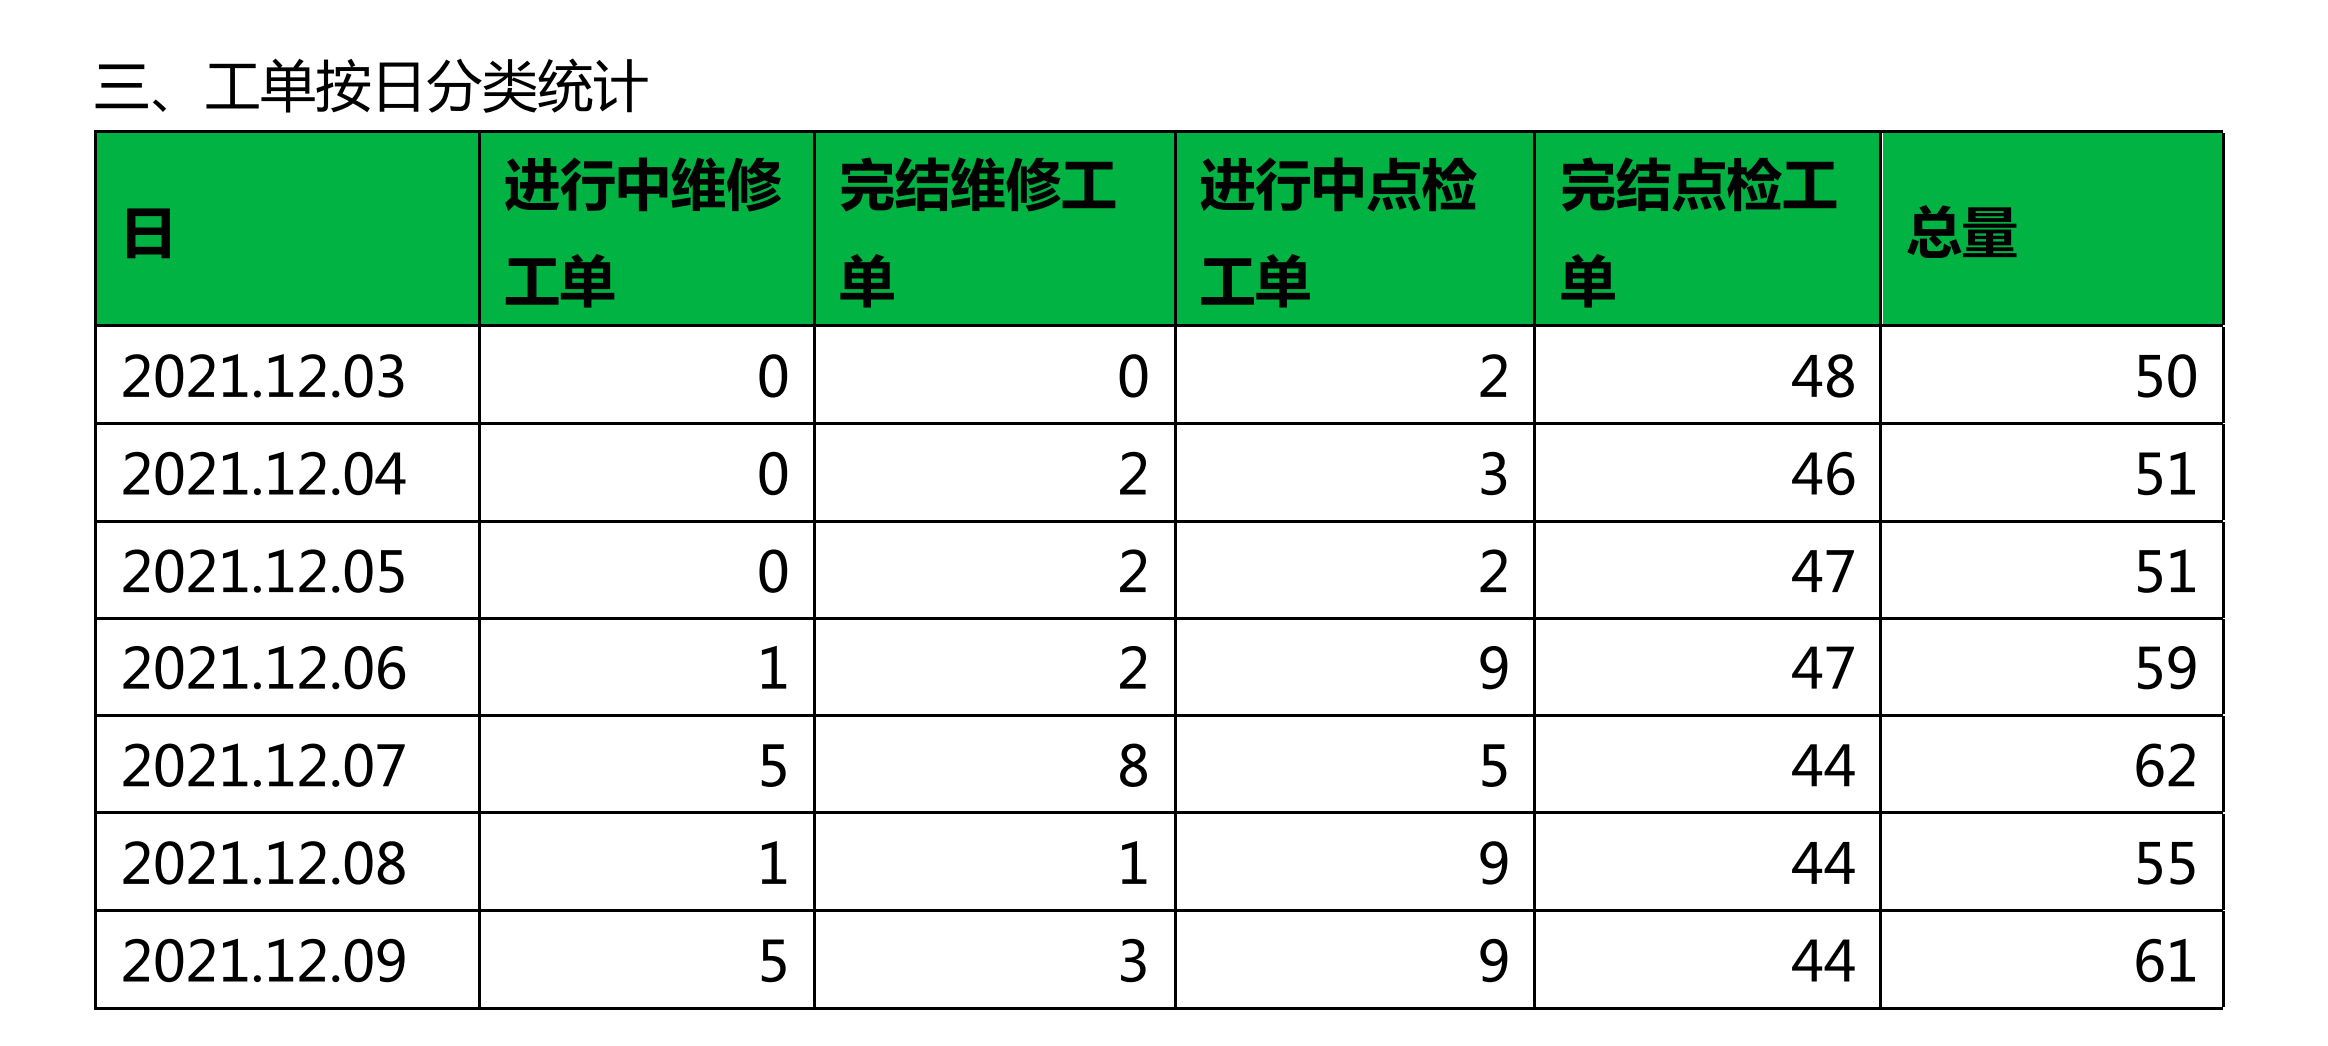 三、工单按日分类统计
日 进行中维修工单 完结维修工单 进行中点检工单 完结点检工单 总量
2021.12.03 0 0 2 48 50
2021.12.04 0 2 3 46 51
2021.12.05 0 2 2 47 51
2021.12.06 1 2 9 47 59
2021.12.07 5 8 5 44 62
2021.12.08 1 1 9 44 55
2021.12.09 5 3 9 44 61